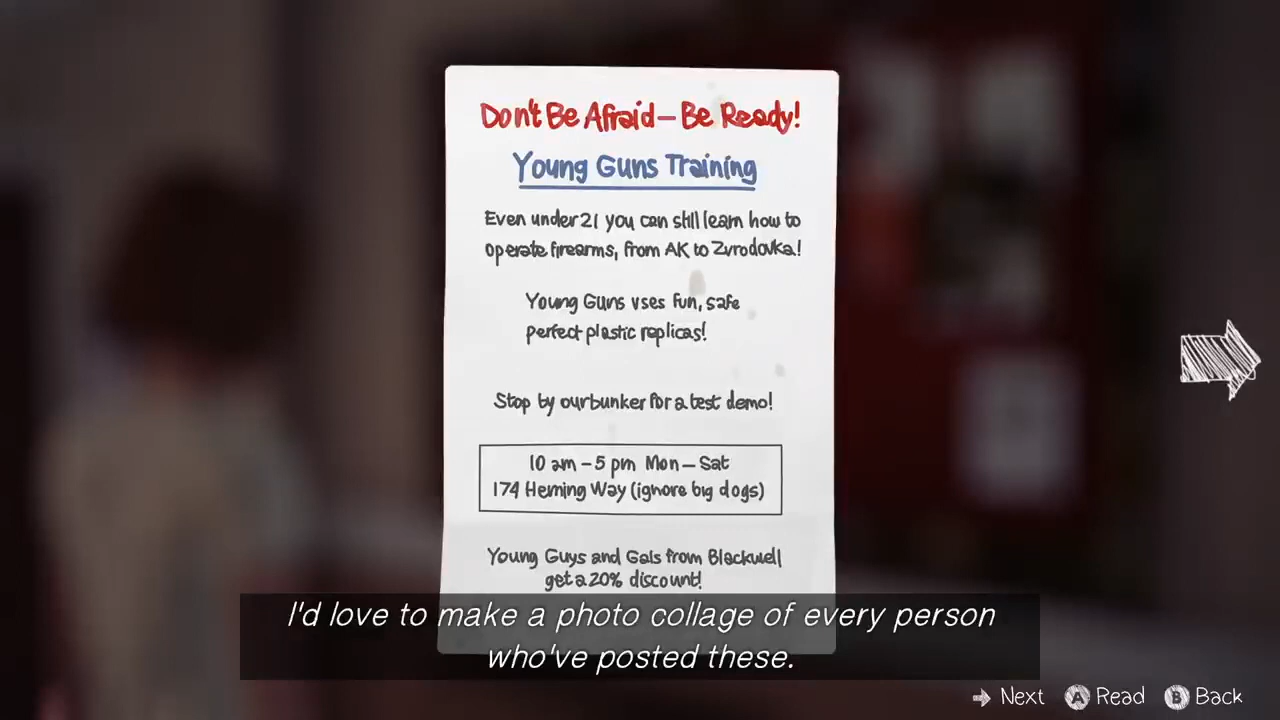 Don't Be Afraid – Be Ready!
Young Guns Training
Even under 21 you can still learn how to
operate firearms, from AK to Zvrodovka!
Young Guns uses fun, safe
perfect plastic replicas!
Stop by our bunker for a test demo!
10 am – 5 pm Mon – Sat
174 Heming Way (ignore big dogs)
Young Guys and Gals from Blackwell
get a 20% discount!
I'd love to make a photo collage of every person
who've posted these.
Next A Read B Back